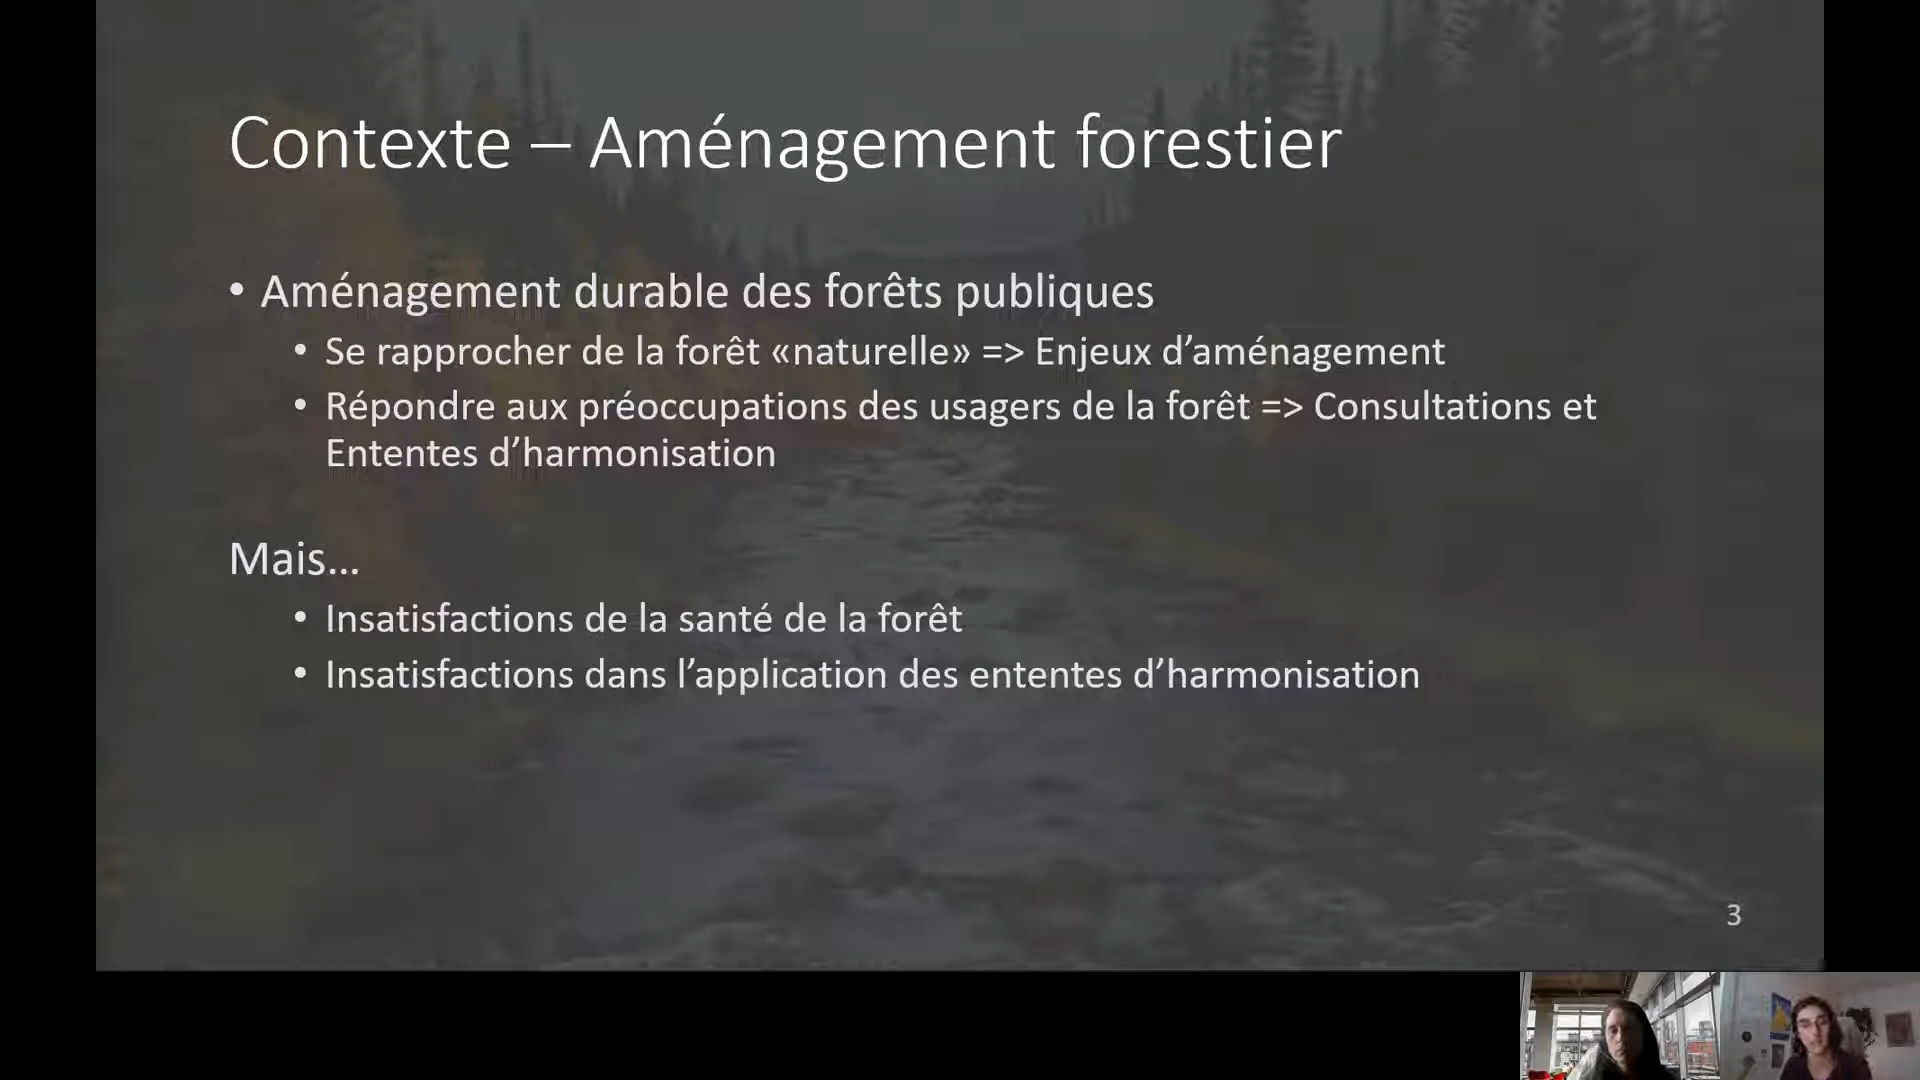 Contexte – Aménagement forestier
• Aménagement durable des forêts publiques
• Se rapprocher de la forêt «naturelle» => Enjeux d’aménagement
• Répondre aux préoccupations des usagers de la forêt => Consultations et
Ententes d’harmonisation
Mais…
• Insatisfactions de la santé de la forêt
• Insatisfactions dans l’application des ententes d’harmonisation
3